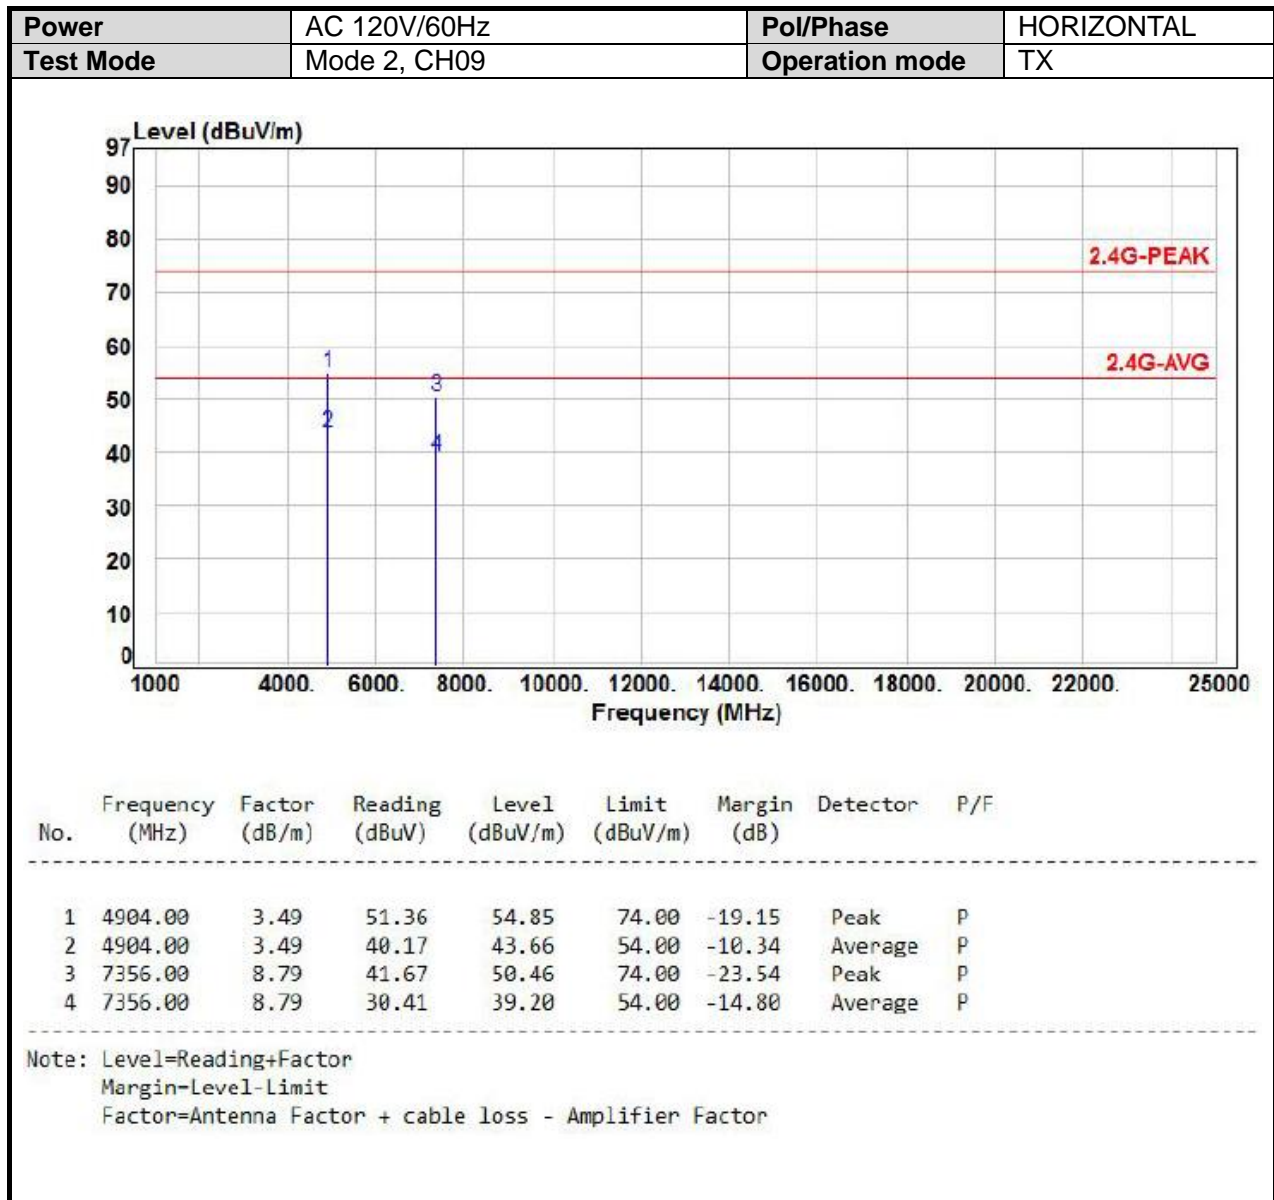 Power AC 120V/60Hz Pol/Phase HORIZONTAL
Test Mode Mode 2, CH09 Operation mode TX
Level (dBuV/m)
97
90
80
2.4G-PEAK
70
60
1
2.4G-AVG
3
50
2
4
40
30
20
10
0
1000 4000. 6000. 8000. 10000. 12000. 14000. 16000. 18000. 20000. 22000. 25000
Frequency (MHz)
Frequency Factor Reading Level Limit Margin Detector P/F
No. (MHz) (dB/m) (dBuV) (dBuV/m) (dBuV/m) (dB)
1 4904.00 3.49 51.36 54.85 74.00 -19.15 Peak P
2 4904.00 3.49 40.17 43.66 54.00 -10.34 Average P
3 7356.00 8.79 41.67 50.46 74.00 -23.54 Peak P
4 7356.00 8.79 30.41 39.20 54.00 -14.80 Average P
Note: Level=Reading+Factor
Margin=Level-Limit
Factor=Antenna Factor + cable loss - Amplifier Factor